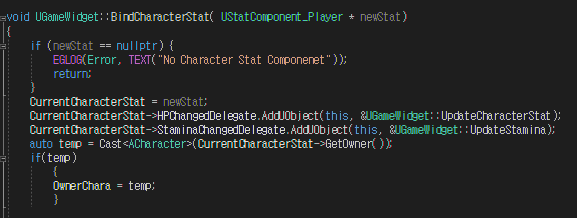 void UGameWidget::BindCharacterStat( UStatComponent_Player * newStat)
{
if (newStat == nullptr) {
EGLOG(Error, TEXT("No Character Stat Componenet"));
return;
}
CurrentCharacterStat = newStat;
CurrentCharacterStat->HPChangedDelegate.AddUObject(this, &UGameWidget::UpdateCharacterStat);
CurrentCharacterStat->StaminaChangedDelegate.AddUObject(this, &UGameWidget::UpdateStamina);
auto temp = Cast<ACharacter>(CurrentCharacterStat->GetOwner());
if(temp)
{
OwnerChara = temp;
}